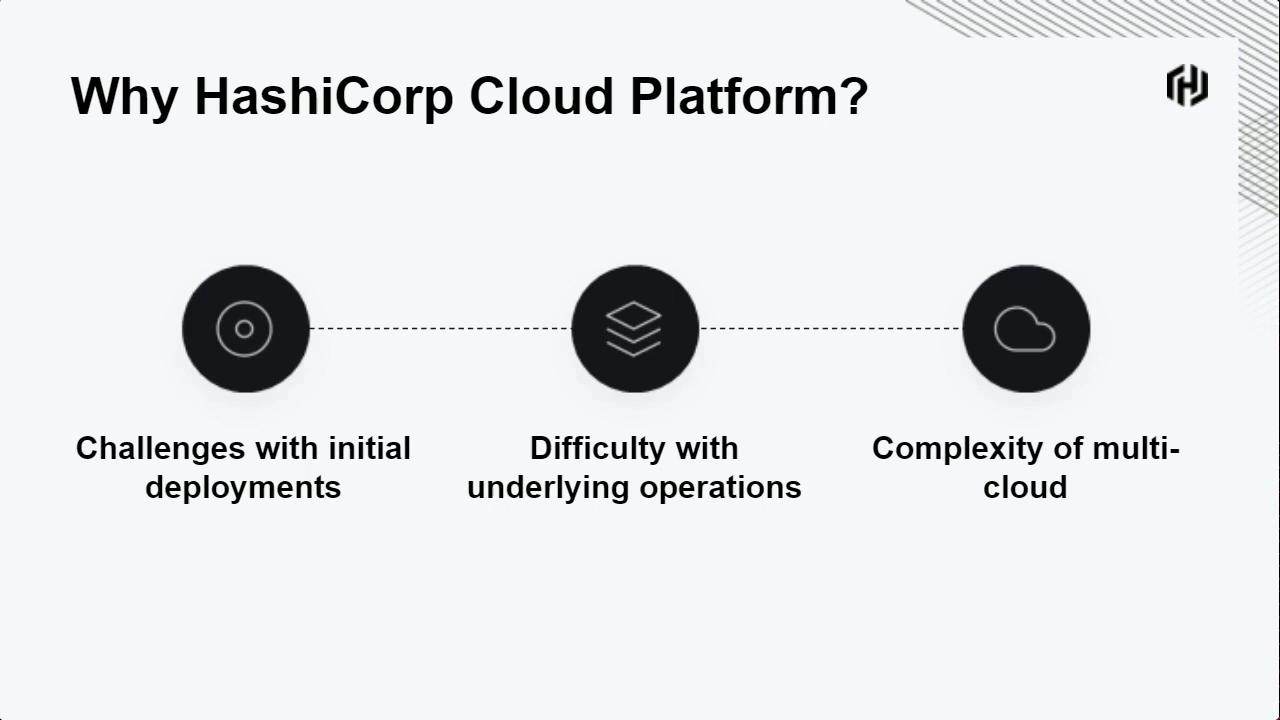 Why HashiCorp Cloud Platform?
Challenges with initial
deployments
Difficulty with
underlying operations
Complexity of multi-
cloud